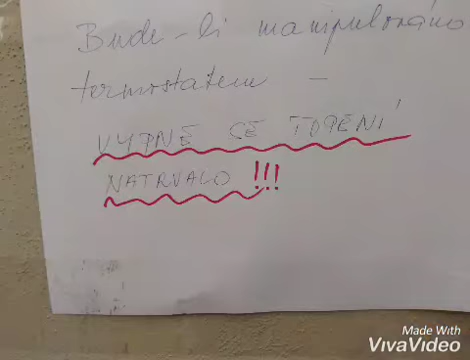 Bude-li manipulováno
termostatem –
VYPNE SE TOPENÍ
NATRVALO !!!
Made With
VivaVideo